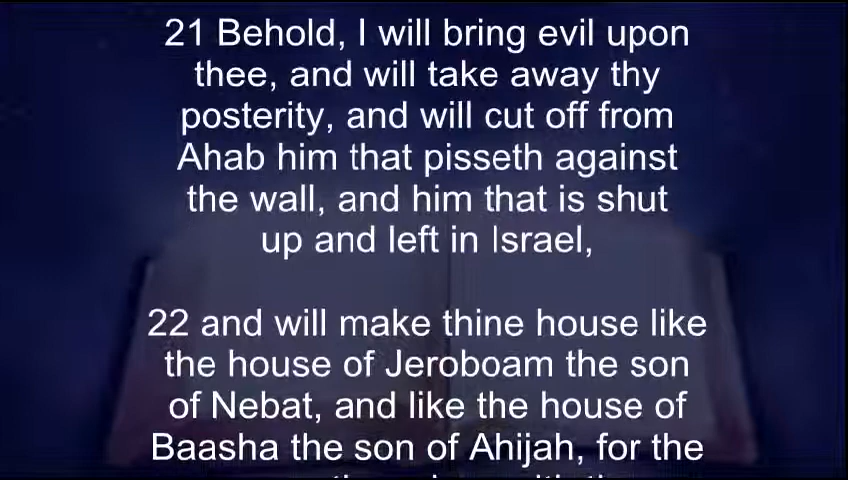 21 Behold, I will bring evil upon
thee, and will take away thy
posterity, and will cut off from
Ahab him that pisseth against
the wall, and him that is shut
up and left in Israel,
22 and will make thine house like
the house of Jeroboam the son
of Nebat, and like the house of
Baasha the son of Ahijah, for the